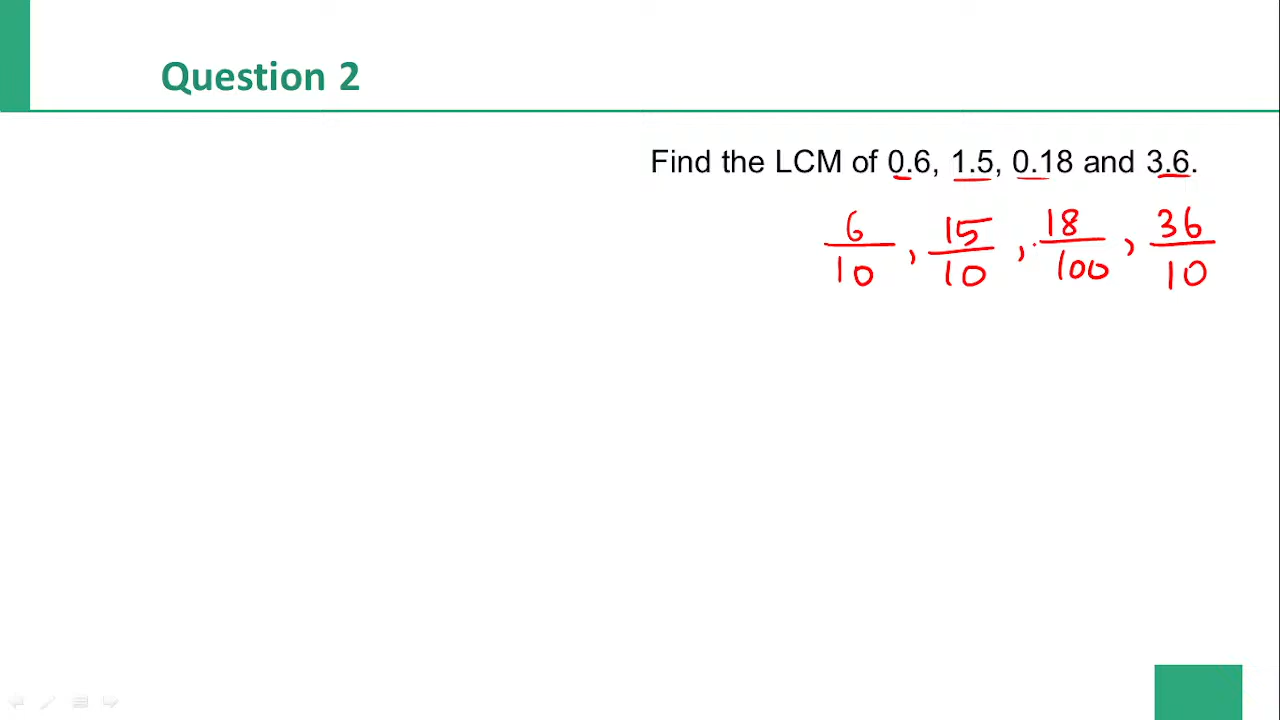 Question 2
Find the LCM of 0.6, 1.5, 0.18 and 3.6.
6/10, 15/10, 18/100, 36/10